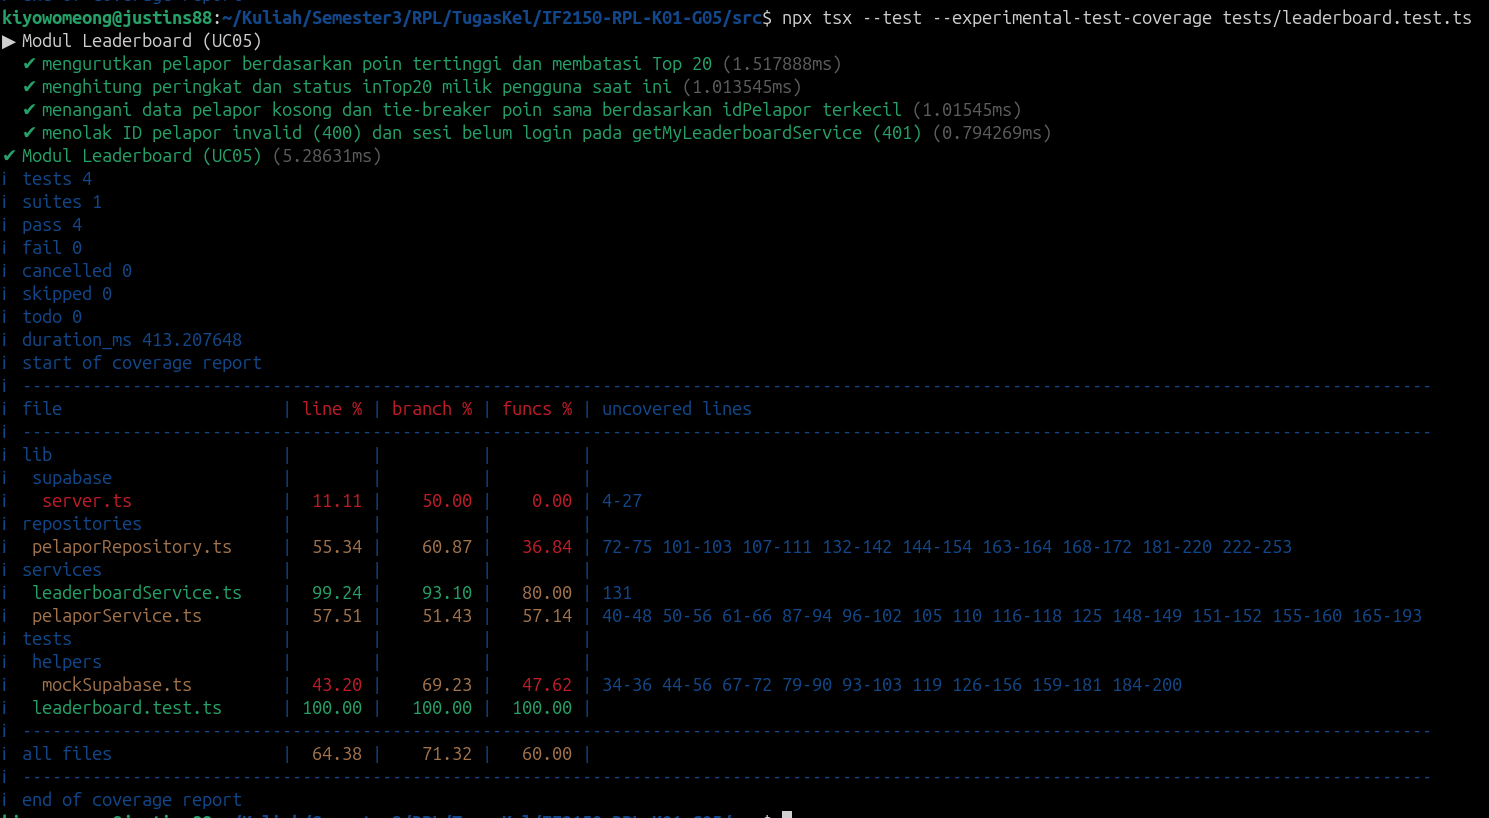 kiyowomeong@justins88:~/Kuliah/Semester3/RPL/TugasKel/IF2150-RPL-K01-G05/src$ npx tsx --test --experimental-test-coverage tests/leaderboard.test.ts
▶ Modul Leaderboard (UC05)
✔ mengurutkan pelapor berdasarkan poin tertinggi dan membatasi Top 20 (1.517888ms)
✔ menghitung peringkat dan status inTop20 milik pengguna saat ini (1.013545ms)
✔ menangani data pelapor kosong dan tie-breaker poin sama berdasarkan idPelapor terkecil (1.01545ms)
✔ menolak ID pelapor invalid (400) dan sesi belum login pada getMyLeaderboardService (401) (0.794269ms)
✔ Modul Leaderboard (UC05) (5.28631ms)
ℹ tests 4
ℹ suites 1
ℹ pass 4
ℹ fail 0
ℹ cancelled 0
ℹ skipped 0
ℹ todo 0
ℹ duration_ms 413.207648
ℹ start of coverage report
ℹ ---------------------------------------------------------------------------------------------------------------------------------------------
ℹ file | line % | branch % | funcs % | uncovered lines
ℹ ---------------------------------------------------------------------------------------------------------------------------------------------
ℹ lib | | | |
ℹ supabase | | | |
ℹ server.ts | 11.11 | 50.00 | 0.00 | 4-27
ℹ repositories | | | |
ℹ pelaporRepository.ts | 55.34 | 60.87 | 36.84 | 72-75 101-103 107-111 132-142 144-154 163-164 168-172 181-220 222-253
ℹ services | | | |
ℹ leaderboardService.ts | 99.24 | 93.10 | 80.00 | 131
ℹ pelaporService.ts | 57.51 | 51.43 | 57.14 | 40-48 50-56 61-66 87-94 96-102 105 110 116-118 125 148-149 151-152 155-160 165-193
ℹ tests | | | |
ℹ helpers | | | |
ℹ mockSupabase.ts | 43.20 | 69.23 | 47.62 | 34-36 44-56 67-72 79-90 93-103 119 126-156 159-181 184-200
ℹ leaderboard.test.ts | 100.00 | 100.00 | 100.00 |
ℹ ---------------------------------------------------------------------------------------------------------------------------------------------
ℹ all files | 64.38 | 71.32 | 60.00 |
ℹ ---------------------------------------------------------------------------------------------------------------------------------------------
ℹ end of coverage report